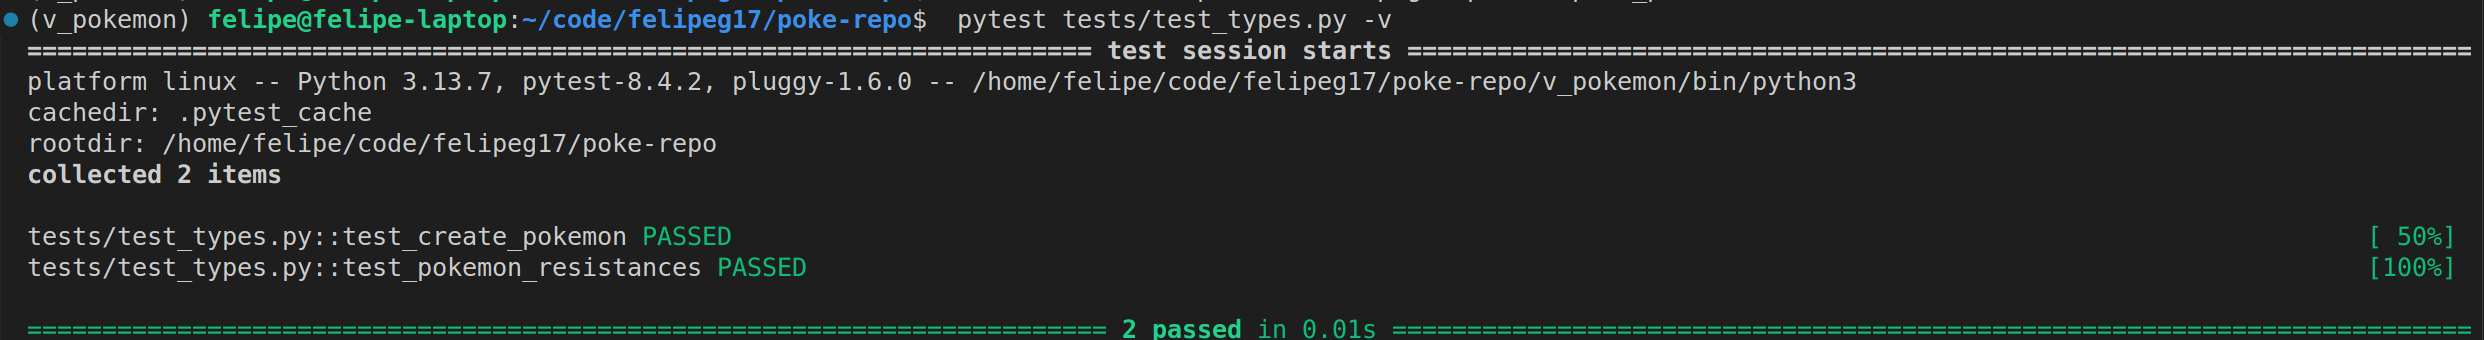 (v_pokemon) felipe@felipe-laptop:~/code/felipeg17/poke-repo$  pytest tests/test_types.py -v
======================================================================= test session starts =======================================================================
platform linux -- Python 3.13.7, pytest-8.4.2, pluggy-1.6.0 -- /home/felipe/code/felipeg17/poke-repo/v_pokemon/bin/python3
cachedir: .pytest_cache
rootdir: /home/felipe/code/felipeg17/poke-repo
collected 2 items
tests/test_types.py::test_create_pokemon PASSED [ 50%]
tests/test_types.py::test_pokemon_resistances PASSED [100%]
======================================================================== 2 passed in 0.01s ========================================================================